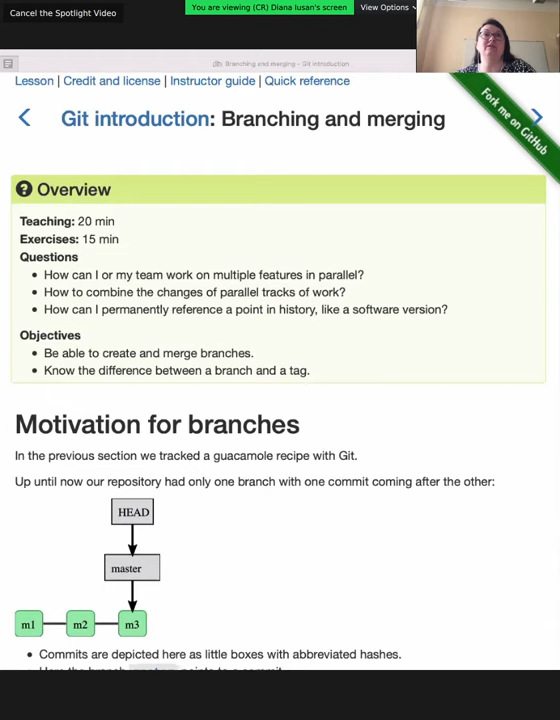 Cancel the Spotlight Video
You are viewing (CR) Diana Iusan's screen
View Options
Branching and merging – Git introduction
Lesson | Credit and license | Instructor guide | Quick reference
Fork me on GitHub
Git introduction: Branching and merging
Overview
Teaching: 20 min
Exercises: 15 min
Questions
• How can I or my team work on multiple features in parallel?
• How to combine the changes of parallel tracks of work?
• How can I permanently reference a point in history, like a software version?
Objectives
• Be able to create and merge branches.
• Know the difference between a branch and a tag.
Motivation for branches
In the previous section we tracked a guacamole recipe with Git.
Up until now our repository had only one branch with one commit coming after the other:
HEAD
master
m1 m2 m3
• Commits are depicted here as little boxes with abbreviated hashes.